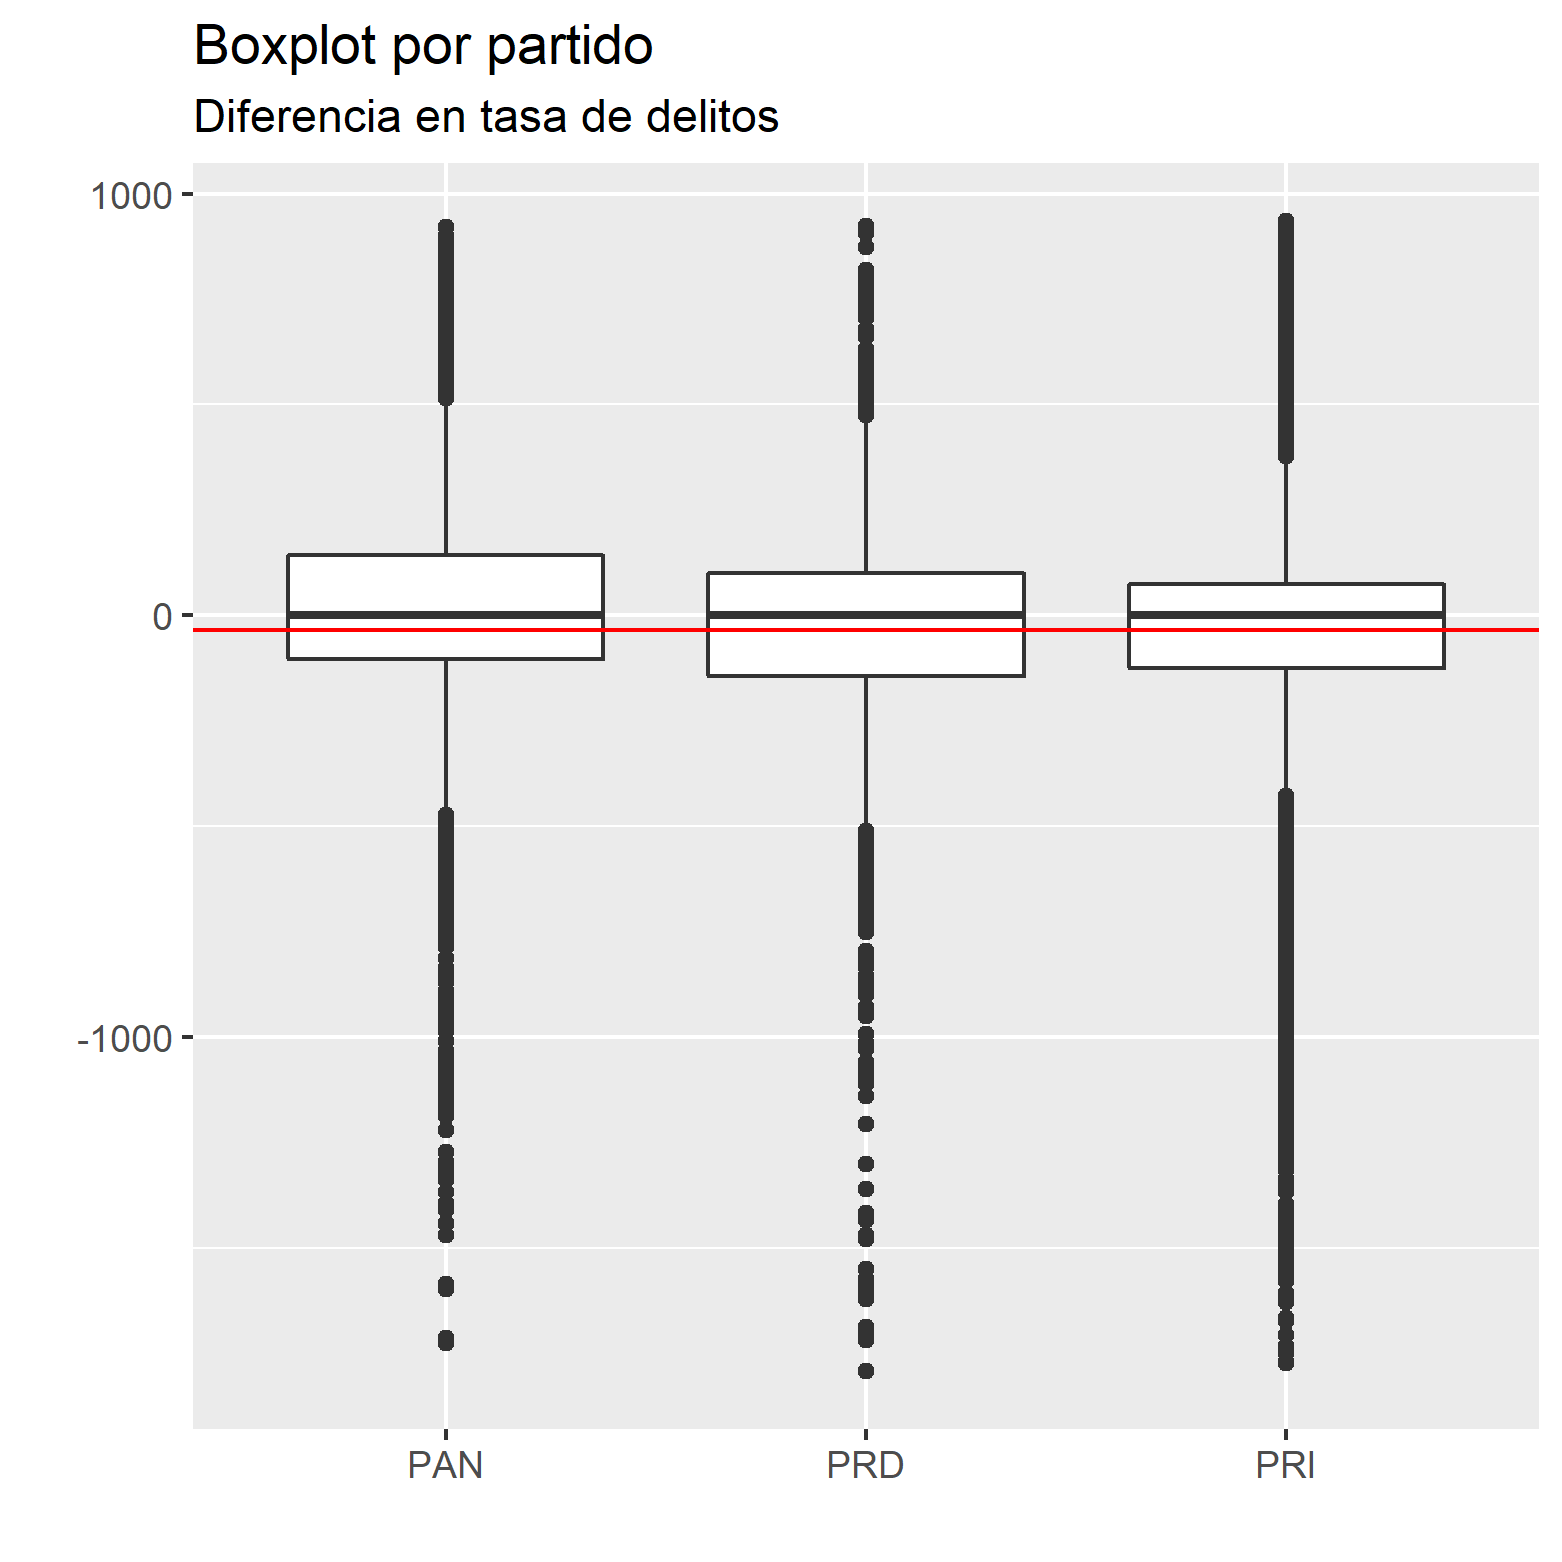 Boxplot por partido
Diferencia en tasa de delitos
1000
0
-1000
PAN PRD PRI